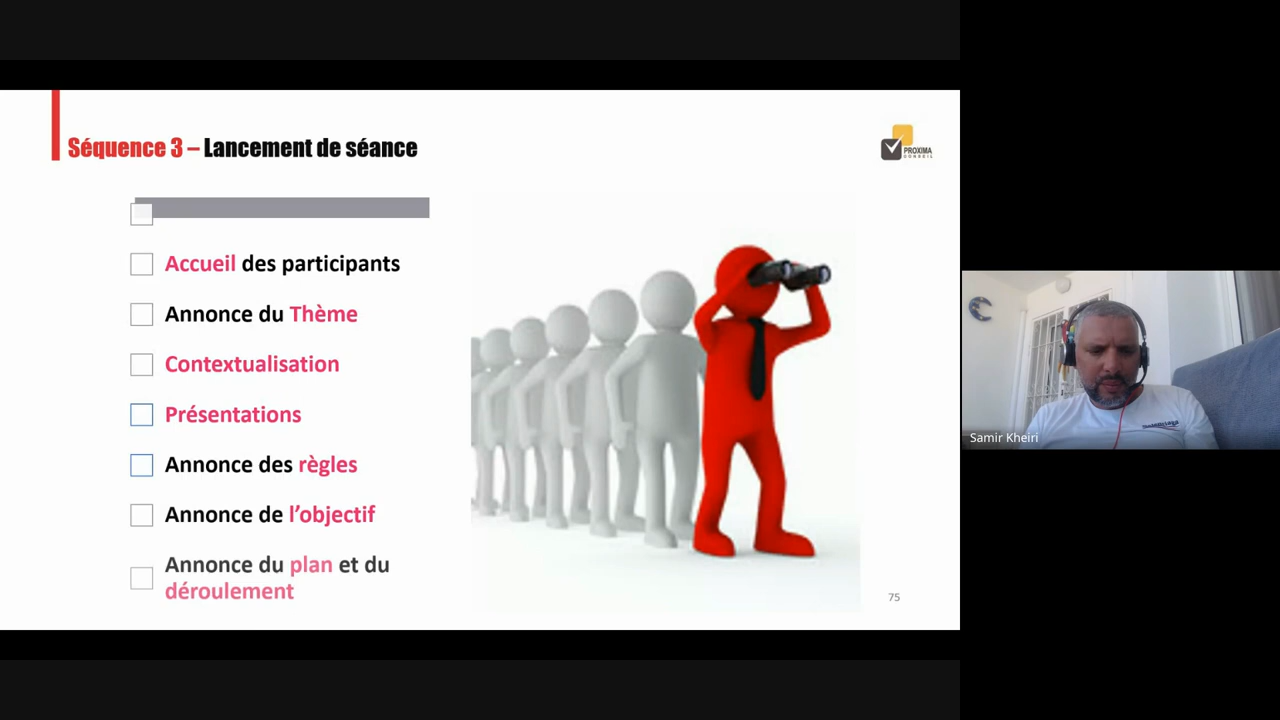 Séquence 3 – Lancement de séance
PROXIMA
CONSEIL
Accueil des participants
Annonce du Thème
Contextualisation
Présentations
Annonce des règles
Annonce de l’objectif
Annonce du plan et du
déroulement
75
Samir Kheiri